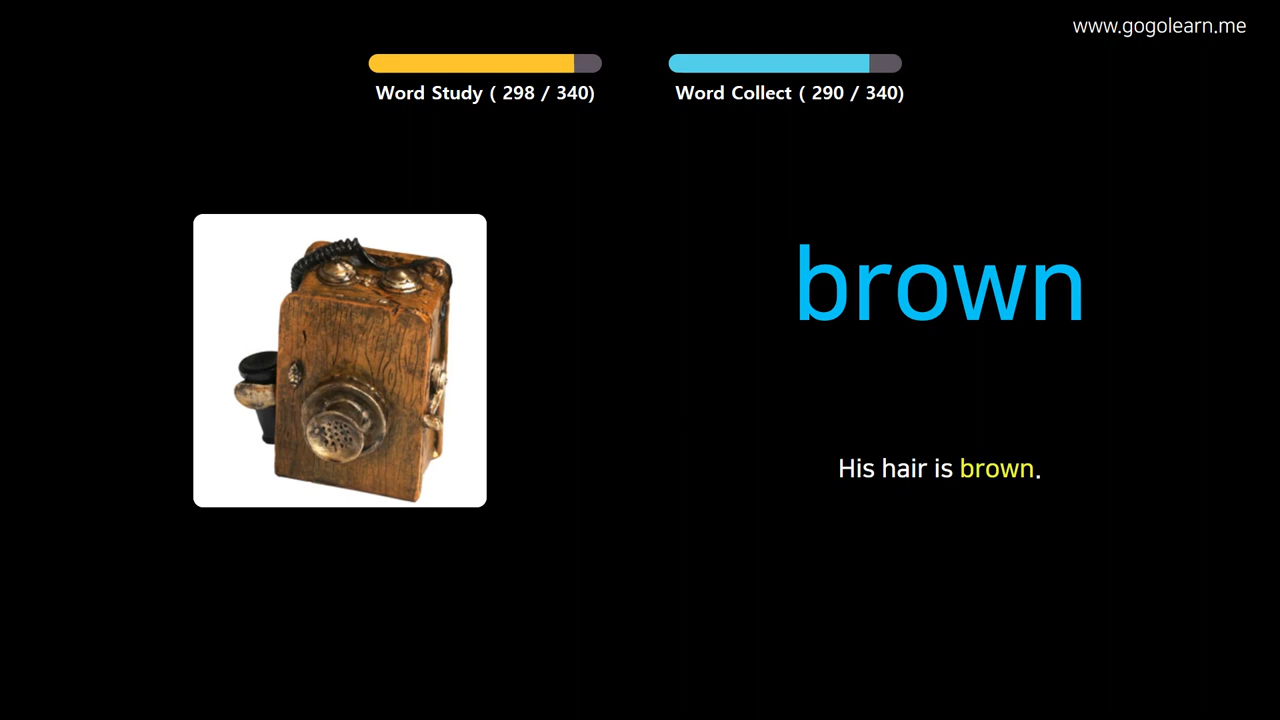 www.gogolearn.me
Word Study ( 298 / 340)
Word Collect ( 290 / 340)
brown
His hair is brown.